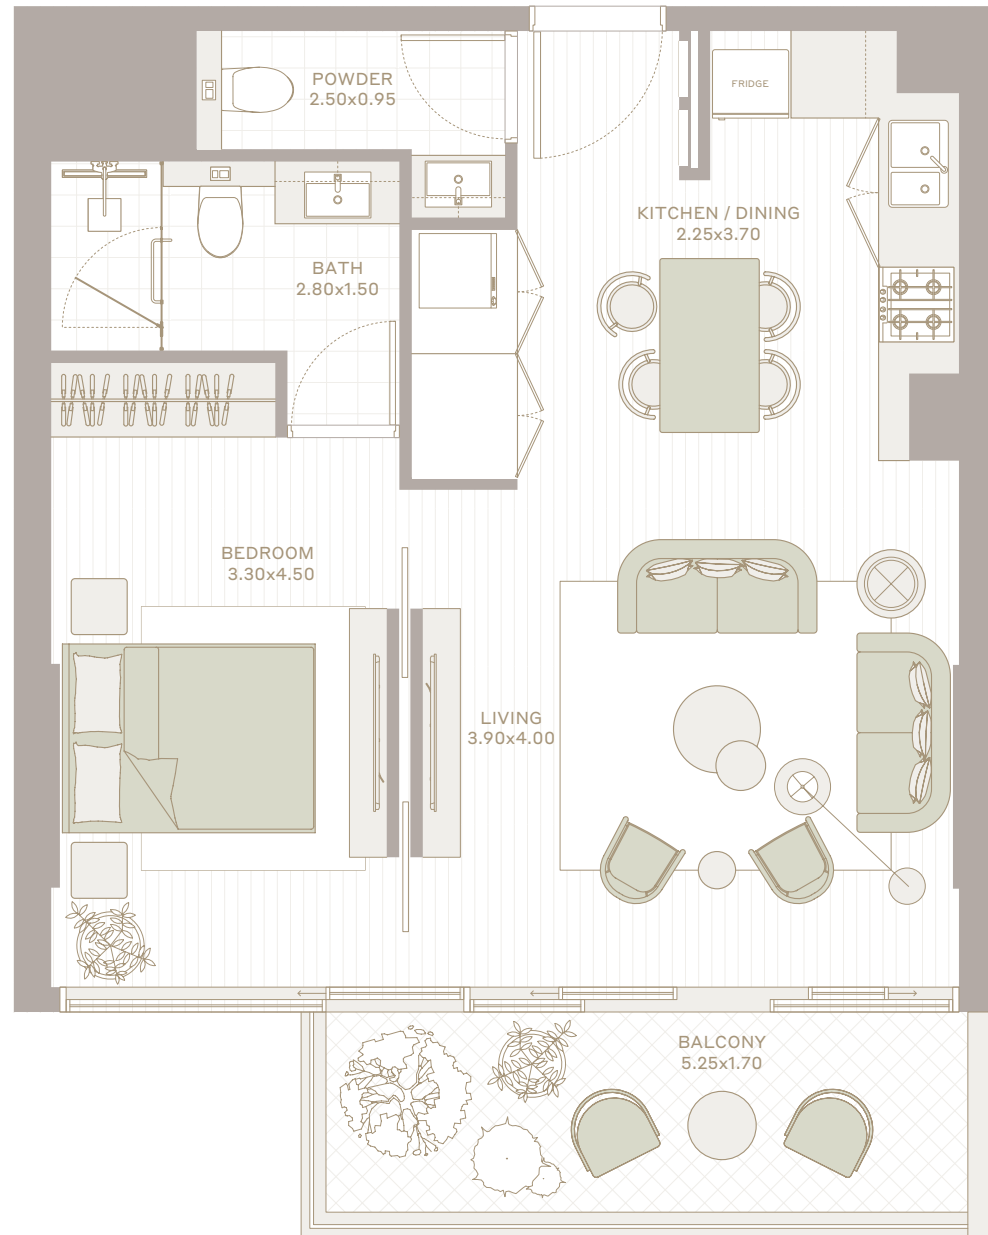 POWDER
2.50x0.95
FRIDGE
KITCHEN / DINING
2.25x3.70
BATH
2.80x1.50
BEDROOM
3.30x4.50
LIVING
3.90x4.00
BALCONY
5.25x1.70